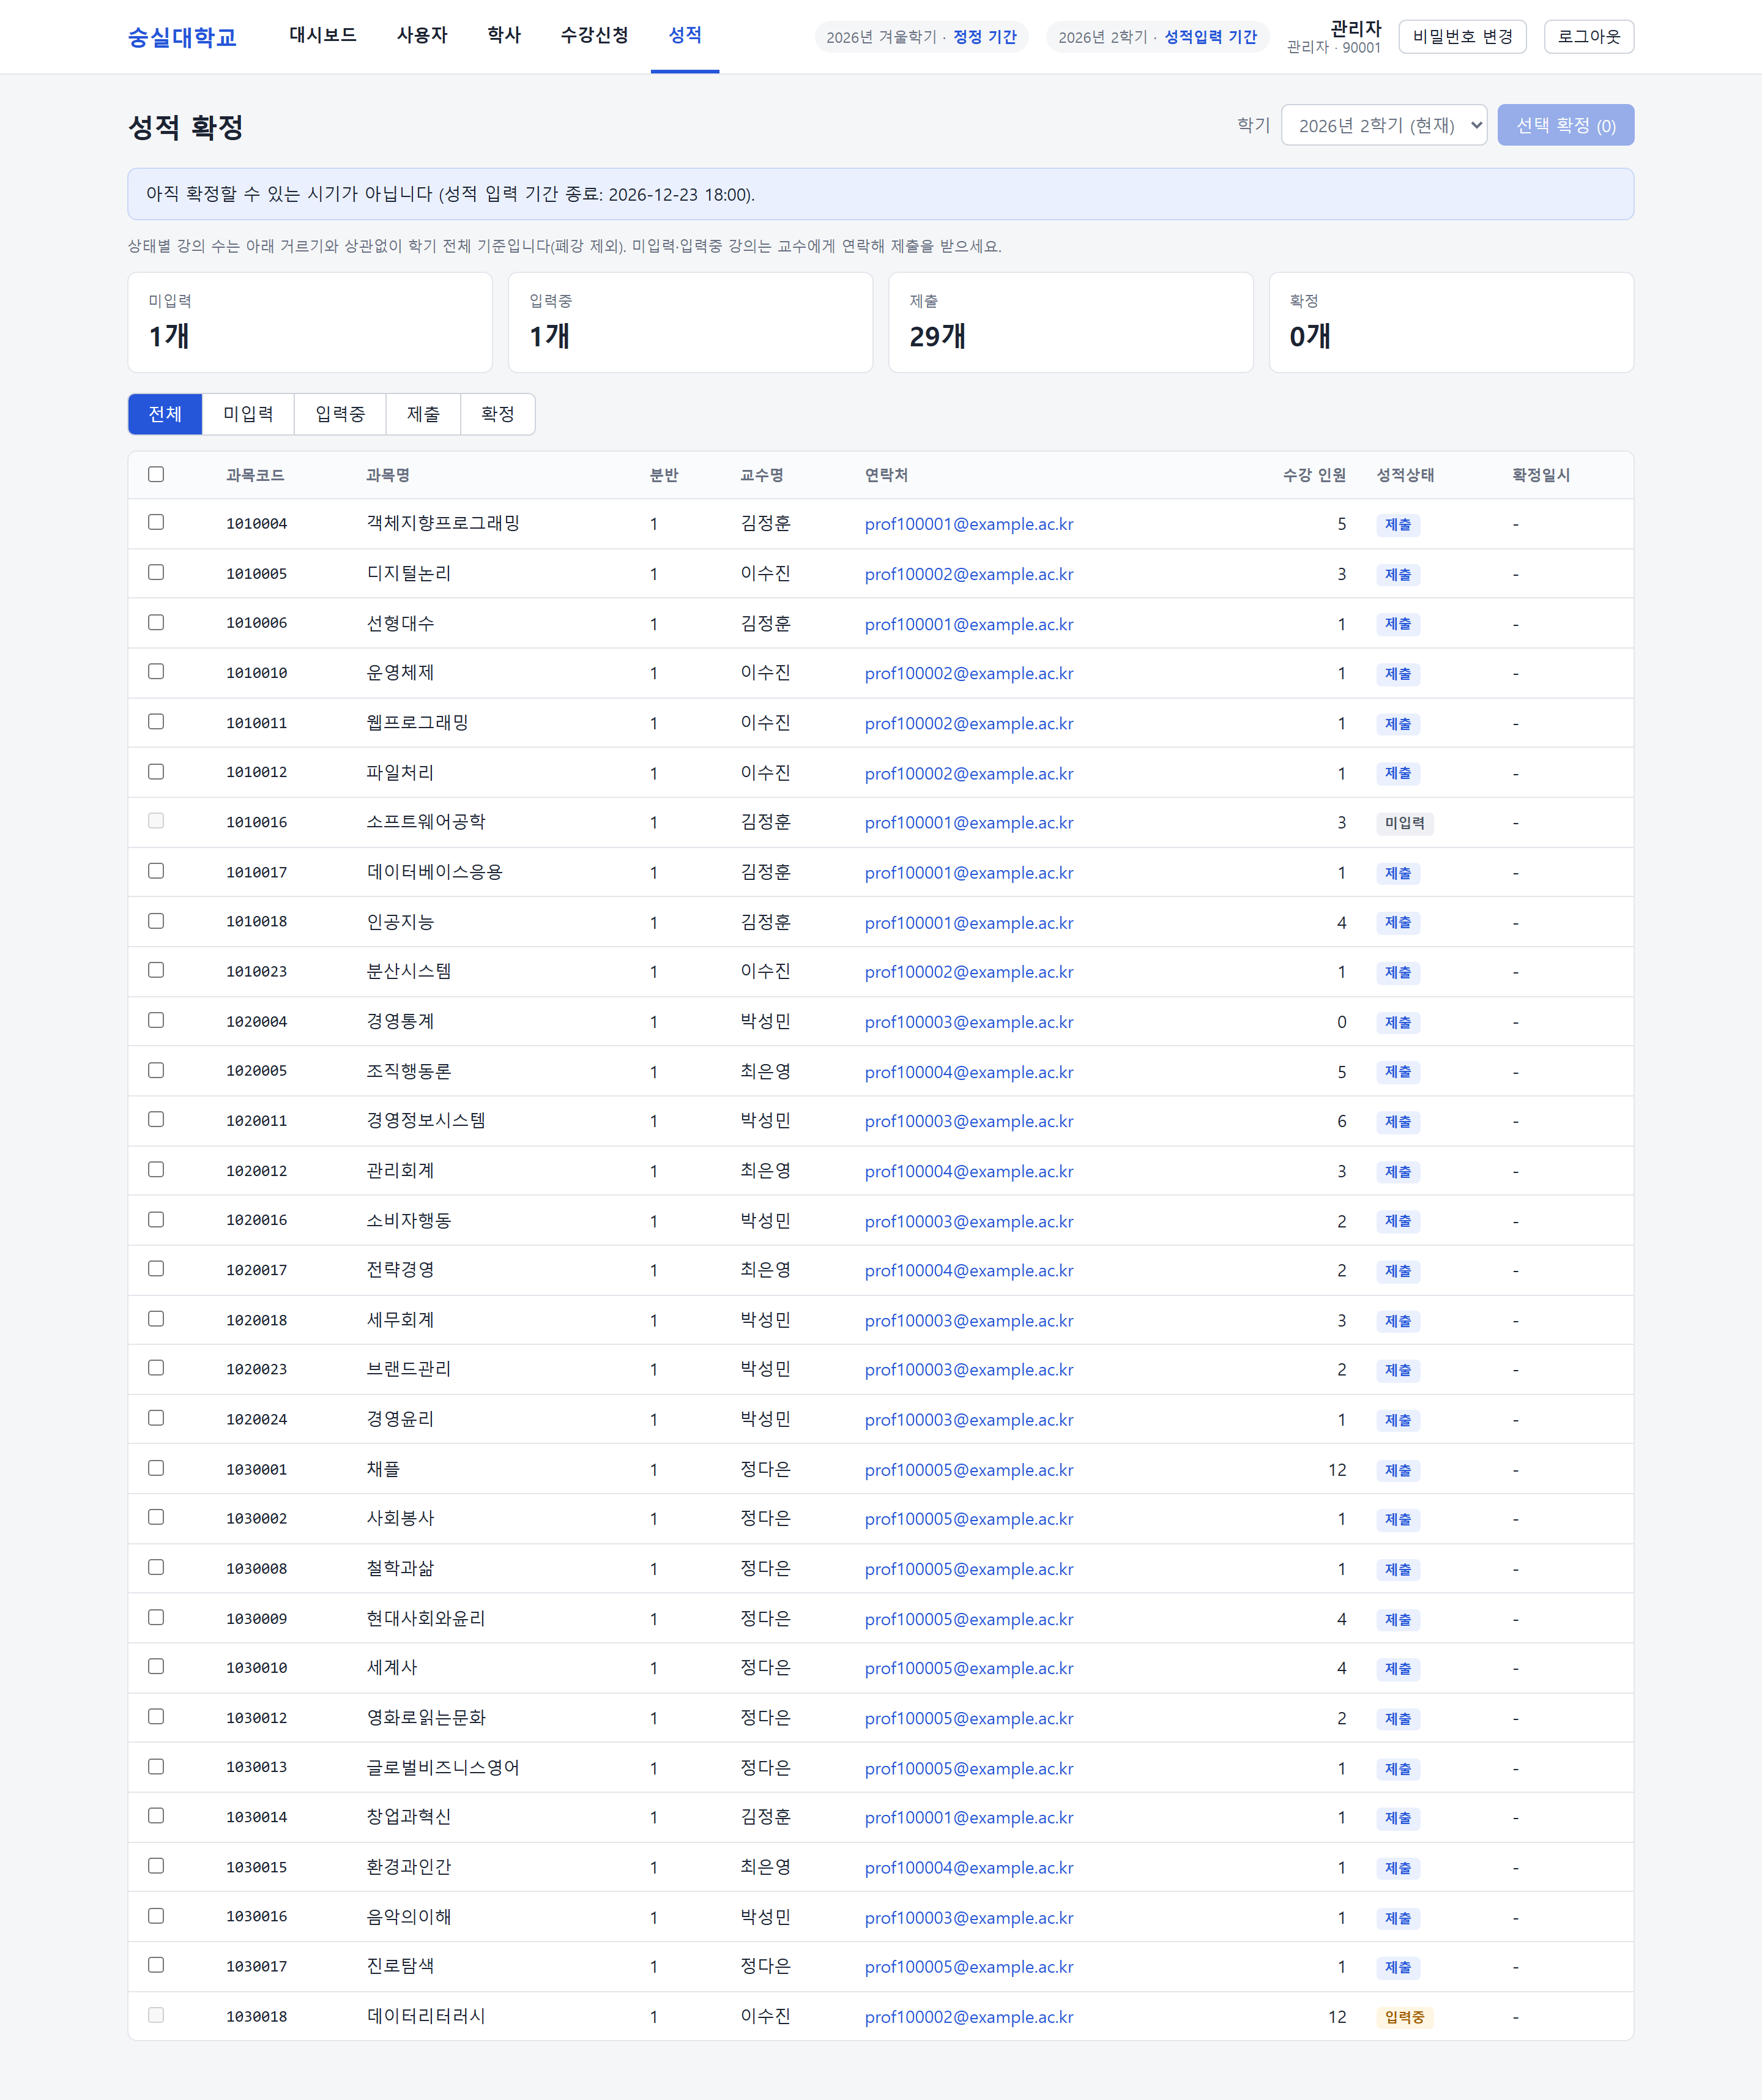 숭실대학교 대시보드 사용자 학사 수강신청 성적 2026년 겨울학기 · 정정 기간 2026년 2학기 · 성적입력 기간 관리자 관리자 · 90001 비밀번호 변경 로그아웃
성적 확정 학기 2026년 2학기 (현재) 선택 확정 (0)
아직 확정할 수 있는 시기가 아닙니다 (성적 입력 기간 종료: 2026-12-23 18:00).
상태별 강의 수는 아래 거르기와 상관없이 학기 전체 기준입니다(폐강 제외). 미입력·입력중 강의는 교수에게 연락해 제출을 받으세요.
미입력 입력중 제출 확정
1개 1개 29개 0개
전체 미입력 입력중 제출 확정
과목코드 과목명 분반 교수명 연락처 수강 인원 성적상태 확정일시
1010004 객체지향프로그래밍 1 김정훈 prof100001@example.ac.kr 5 제출 -
1010005 디지털논리 1 이수진 prof100002@example.ac.kr 3 제출 -
1010006 선형대수 1 김정훈 prof100001@example.ac.kr 1 제출 -
1010010 운영체제 1 이수진 prof100002@example.ac.kr 1 제출 -
1010011 웹프로그래밍 1 이수진 prof100002@example.ac.kr 1 제출 -
1010012 파일처리 1 이수진 prof100002@example.ac.kr 1 제출 -
1010016 소프트웨어공학 1 김정훈 prof100001@example.ac.kr 3 미입력 -
1010017 데이터베이스응용 1 김정훈 prof100001@example.ac.kr 1 제출 -
1010018 인공지능 1 김정훈 prof100001@example.ac.kr 4 제출 -
1010023 분산시스템 1 이수진 prof100002@example.ac.kr 1 제출 -
1020004 경영통계 1 박성민 prof100003@example.ac.kr 0 제출 -
1020005 조직행동론 1 최은영 prof100004@example.ac.kr 5 제출 -
1020011 경영정보시스템 1 박성민 prof100003@example.ac.kr 6 제출 -
1020012 관리회계 1 최은영 prof100004@example.ac.kr 3 제출 -
1020016 소비자행동 1 박성민 prof100003@example.ac.kr 2 제출 -
1020017 전략경영 1 최은영 prof100004@example.ac.kr 2 제출 -
1020018 세무회계 1 박성민 prof100003@example.ac.kr 3 제출 -
1020023 브랜드관리 1 박성민 prof100003@example.ac.kr 2 제출 -
1020024 경영윤리 1 박성민 prof100003@example.ac.kr 1 제출 -
1030001 채플 1 정다은 prof100005@example.ac.kr 12 제출 -
1030002 사회봉사 1 정다은 prof100005@example.ac.kr 1 제출 -
1030008 철학과삶 1 정다은 prof100005@example.ac.kr 1 제출 -
1030009 현대사회와윤리 1 정다은 prof100005@example.ac.kr 4 제출 -
1030010 세계사 1 정다은 prof100005@example.ac.kr 4 제출 -
1030012 영화로읽는문화 1 정다은 prof100005@example.ac.kr 2 제출 -
1030013 글로벌비즈니스영어 1 정다은 prof100005@example.ac.kr 1 제출 -
1030014 창업과혁신 1 김정훈 prof100001@example.ac.kr 1 제출 -
1030015 환경과인간 1 최은영 prof100004@example.ac.kr 1 제출 -
1030016 음악의이해 1 박성민 prof100003@example.ac.kr 1 제출 -
1030017 진로탐색 1 정다은 prof100005@example.ac.kr 1 제출 -
1030018 데이터리터러시 1 이수진 prof100002@example.ac.kr 12 입력중 -